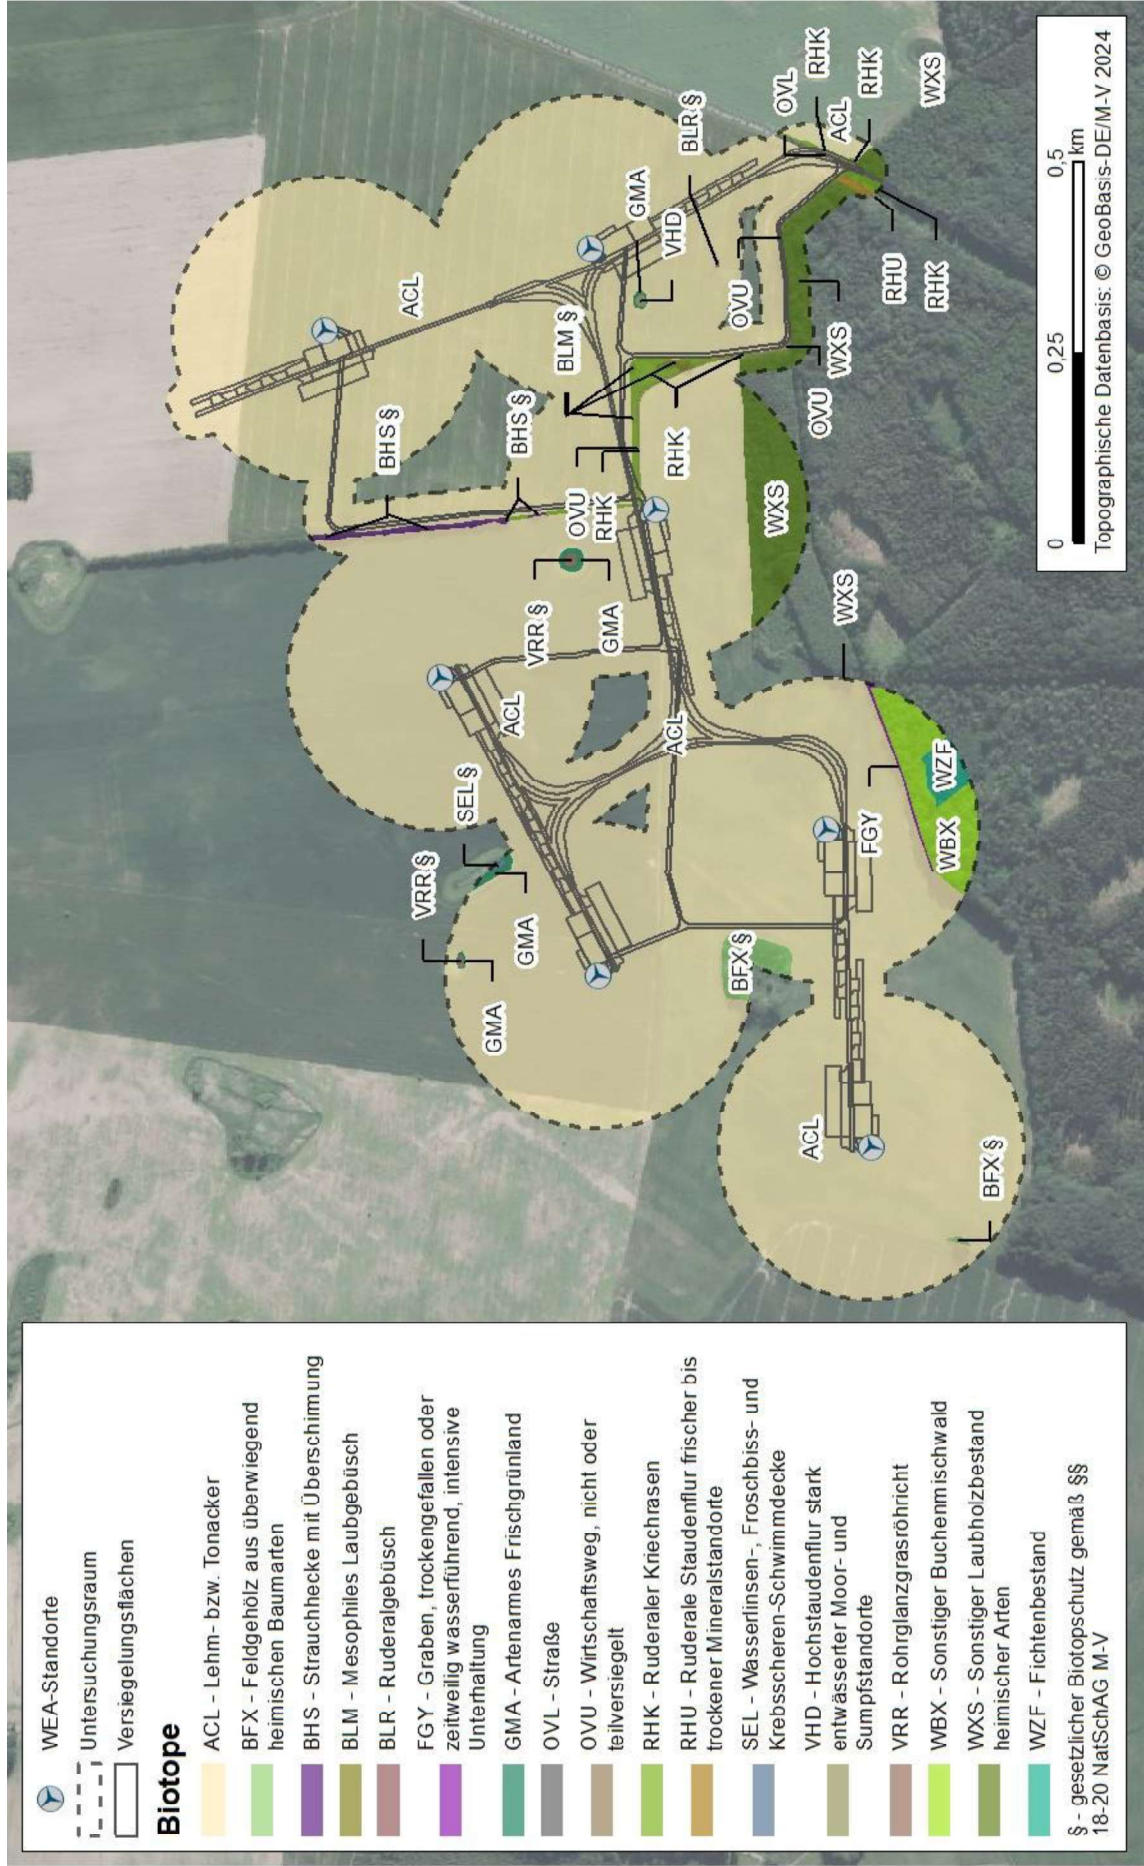 WEA-Standorte
Untersuchungsraum
Versiegelungsflächen
Biotope
ACL - Lehm- bzw. Tonacker
BFX - Feldgehölz aus überwiegend
heimischen Baumarten
BHS - Strauchhecke mit Überschirmung
BLM - Mesophiles Laubgebüsch
BLR - Ruderalgebüsch
FGY - Graben, trockengefallen oder
zeitweilig wasserführend, intensive
Unterhaltung
GMA - Artenarmes Frischgrünland
OVL - Straße
OVU - Wirtschaftsweg, nicht oder
teilversiegelt
RHK - Ruderaler Kriechrasen
RHU - Ruderale Staudenflur frischer bis
trockener Mineralstandorte
SEL - Wasserlinsen-, Froschbiss- und
Krebsscheren-Schwimmdecke
VHD - Hochstaudenflur stark
entwässerter Moor- und
Sumpfstandorte
VRR - Rohrglanzgrasröhricht
WBX - Sonstiger Buchenmischwald
WXS - Sonstiger Laubholzbestand
heimischer Arten
WZF - Fichtenbestand
§ - gesetzlicher Biotopschutz gemäß §§
18-20 NatSchAG M-V
ACL
BHS §
BHS §
BLM §
GMA
VHD
BLR §
OVL
RHK
ACL
RHK
WXS
OVU
RHU
RHK
WXS
OVU
RHK
OVU
RHK
WXS
VRR §
GMA
ACL
SEL §
VRR §
GMA
GMA
ACL
WXS
FGY
WZF
WBX
BFX §
ACL
BFX §
0
0,25
0,5
km
Topographische Datenbasis: © GeoBasis-DE/M-V 2024